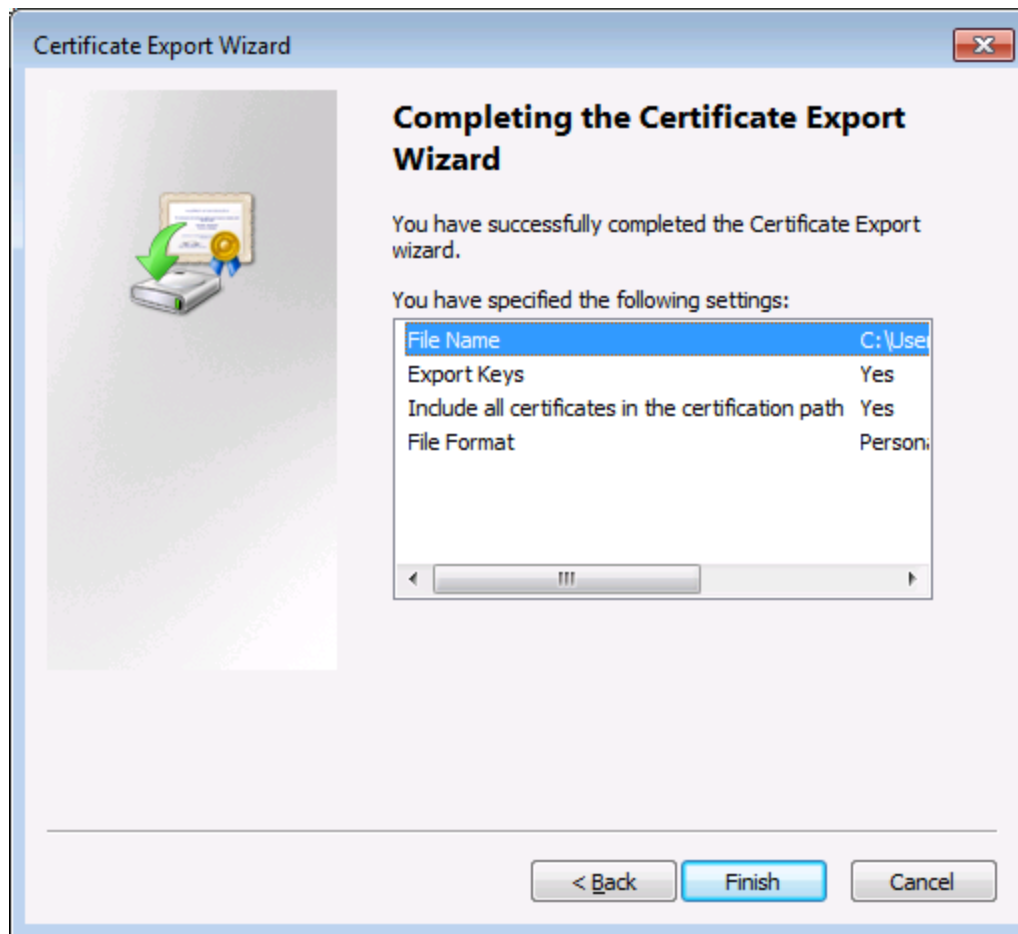 Certificate Export Wizard
Completing the Certificate Export
Wizard
You have successfully completed the Certificate Export
wizard.
You have specified the following settings:
File Name C:\User
Export Keys Yes
Include all certificates in the certification path Yes
File Format Persona
< Back Finish Cancel